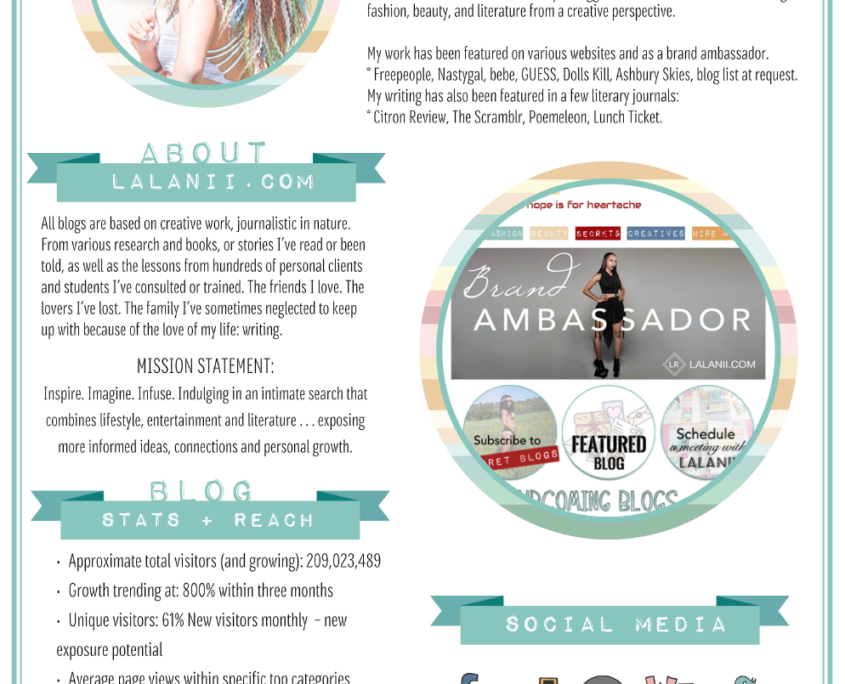 fashion, beauty, and literature from a creative perspective.
My work has been featured on various websites and as a brand ambassador.
* Freepeople, Nastygal, bebe, GUESS, Dolls Kill, Ashbury Skies, blog list at request.
My writing has also been featured in a few literary journals:
* Citron Review, The Scramblr, Poemeleon, Lunch Ticket.
ABOUT
LALANII.COM
All blogs are based on creative work, journalistic in nature.
From various research and books, or stories I've read or been
told, as well as the lessons from hundreds of personal clients
and students I've consulted or trained. The friends I love. The
lovers I've lost. The family I've sometimes neglected to keep
up with because of the love of my life: writing.
MISSION STATEMENT:
Inspire. Imagine. Infuse. Indulging in an intimate search that
combines lifestyle, entertainment and literature . . . exposing
more informed ideas, connections and personal growth.
BLOG
STATS + REACH
· Approximate total visitors (and growing): 209,023,489
· Growth trending at: 800% within three months
· Unique visitors: 61% New visitors monthly - new
exposure potential
· Average page views within specific top categories
hope is for heartache
ASHION BEAUTY SECRETS CREATIVES HIRE A
Brand
AMBASSADOR
LR LALANII.COM
Subscribe to
RET BLOGS
FEATURED
BLOG
Schedule
a meeting with
LALANII
UPCOMING BLOGS
SOCIAL MEDIA